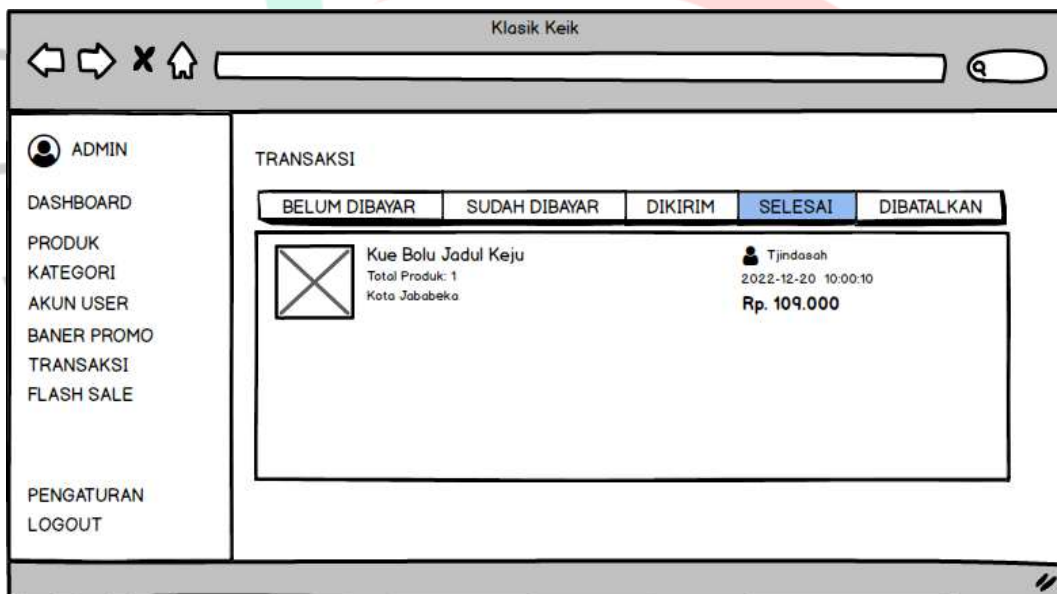 Klasik Keik
ADMIN
DASHBOARD
PRODUK
KATEGORI
AKUN USER
BANER PROMO
TRANSAKSI
FLASH SALE
PENGATURAN
LOGOUT
TRANSAKSI
BELUM DIBAYAR SUDAH DIBAYAR DIKIRIM SELESAI DIBATALKAN
Kue Bolu Jadul Keju
Total Produk: 1
Kota Jababeka
Tjindasah
2022-12-20 10:00:10
Rp. 109.000